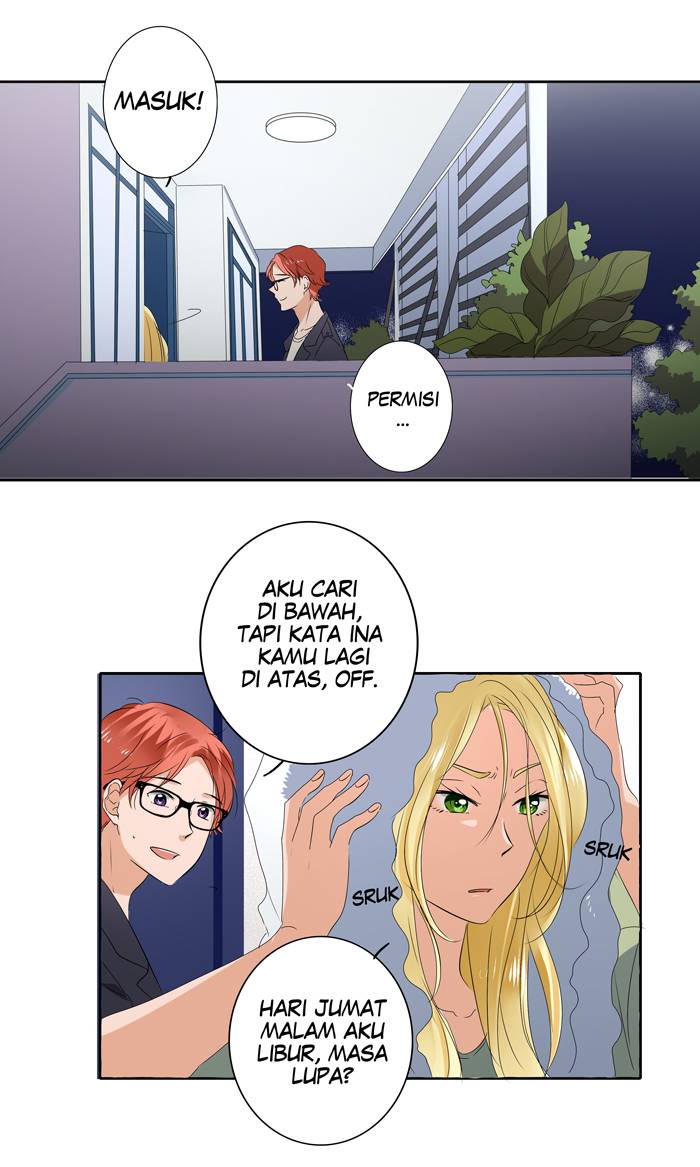 MASUK!
PERMISI
...
AKU CARI
DI BAWAH,
TAPI KATA INA
KAMU LAGI
DI ATAS, OFF.
SRUK
SRUK
HARI JUMAT
MALAM AKU
LIBUR, MASA
LUPA?